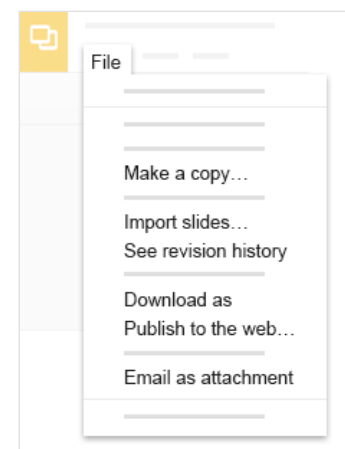 File
Make a copy...
Import slides...
See revision history
Download as
Publish to the web...
Email as attachment